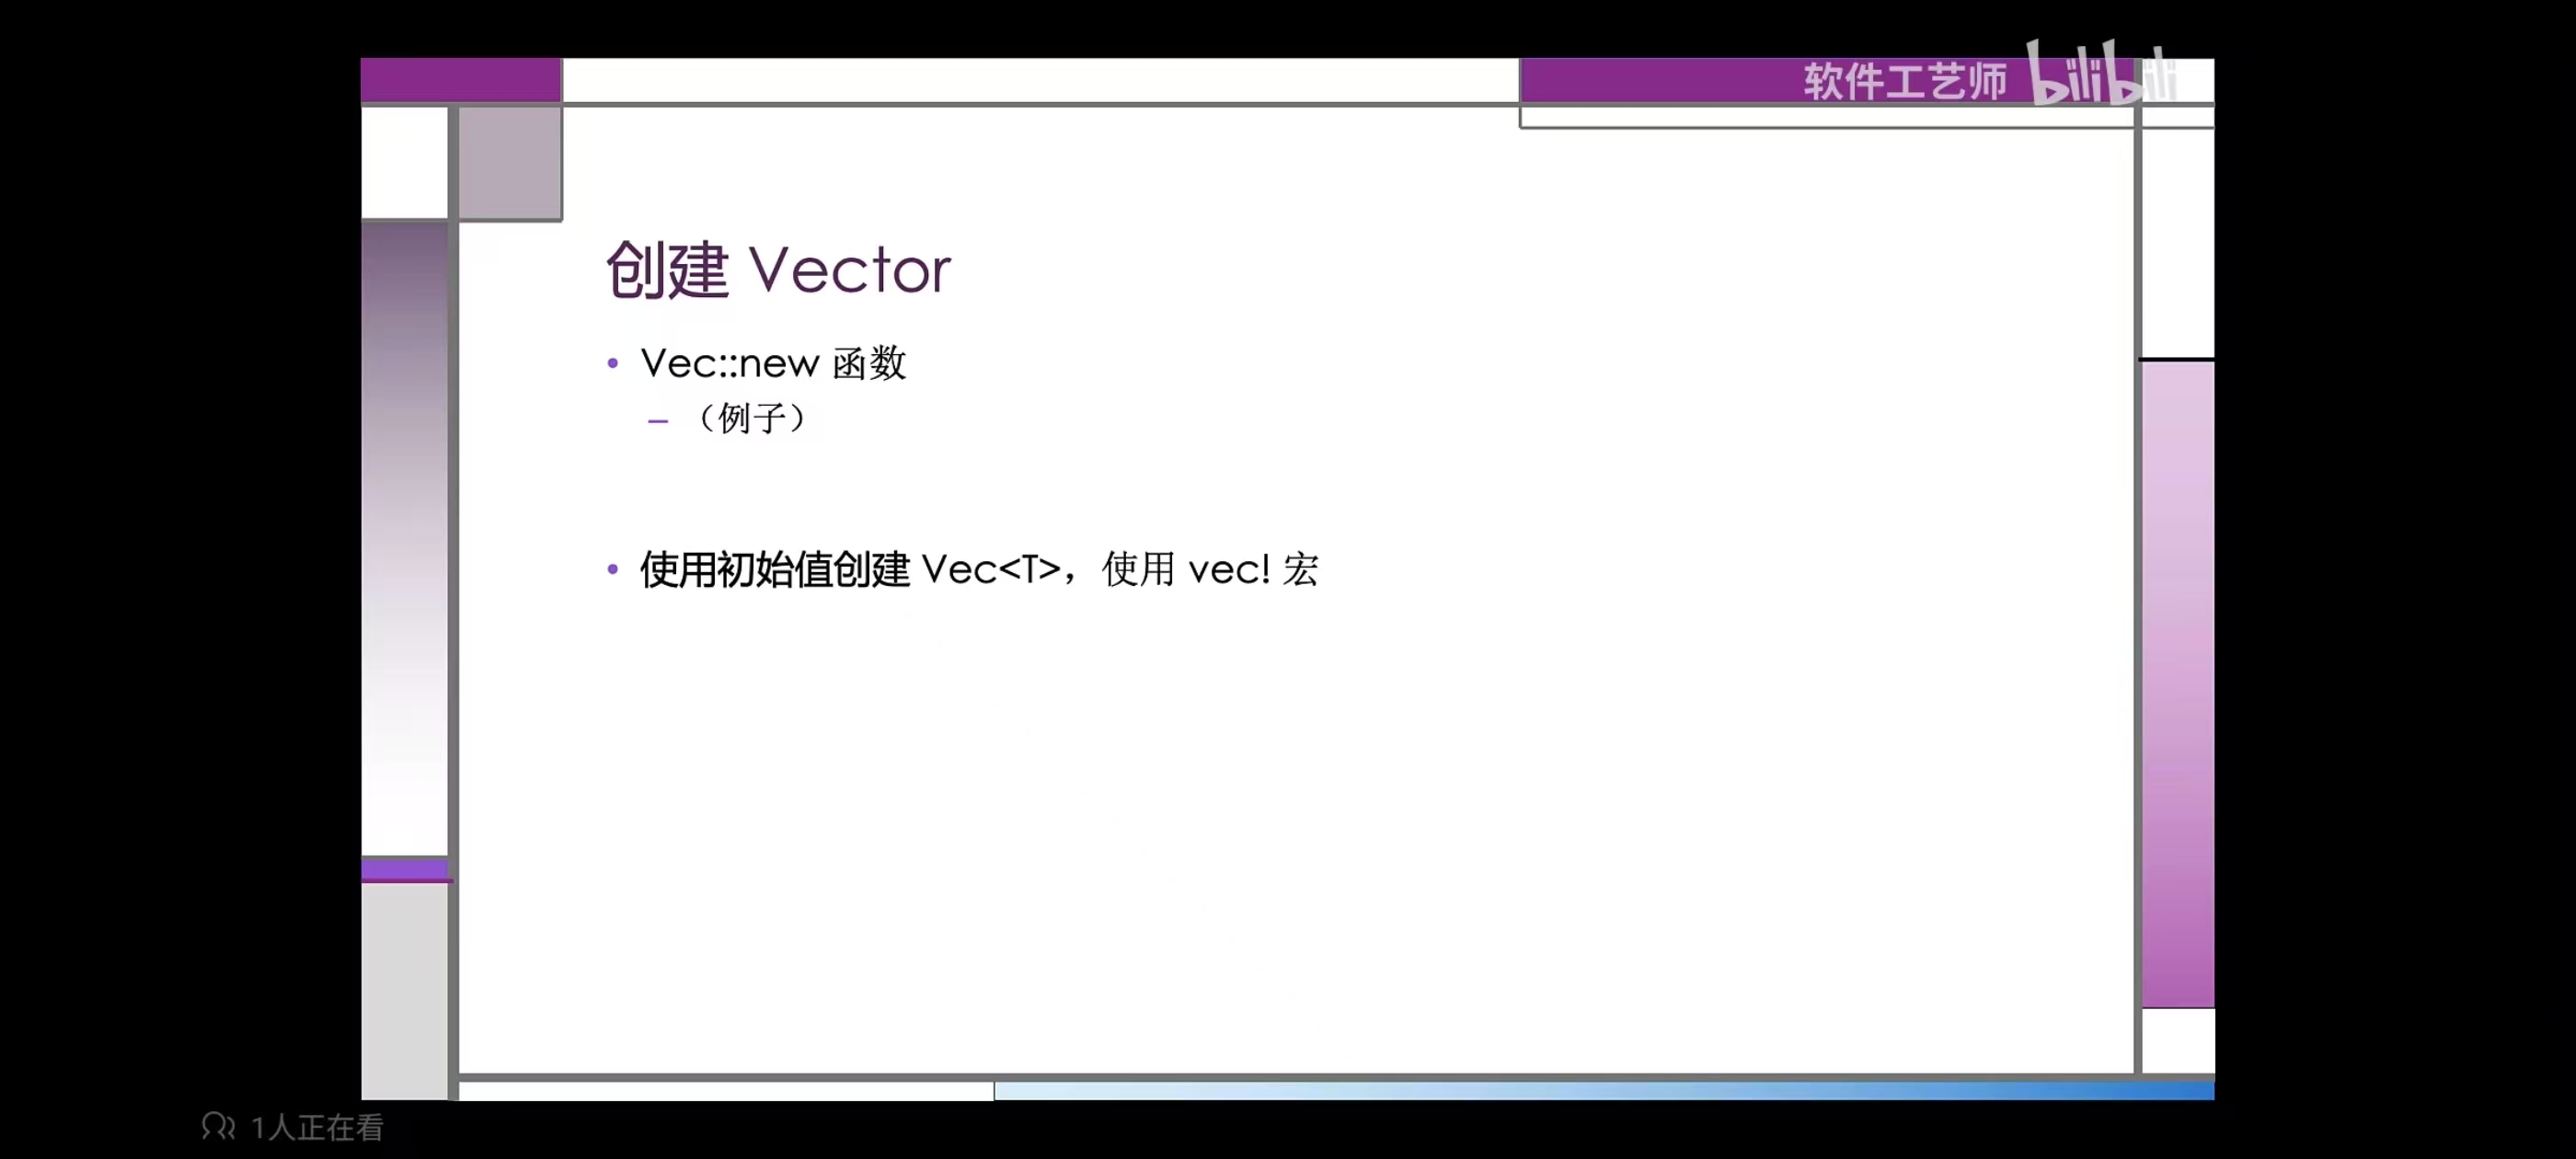 软件工艺师 bilibili
创建 Vector
• Vec::new 函数
– （例子）
• 使用初始值创建 Vec<T>，使用 vec! 宏
1人正在看